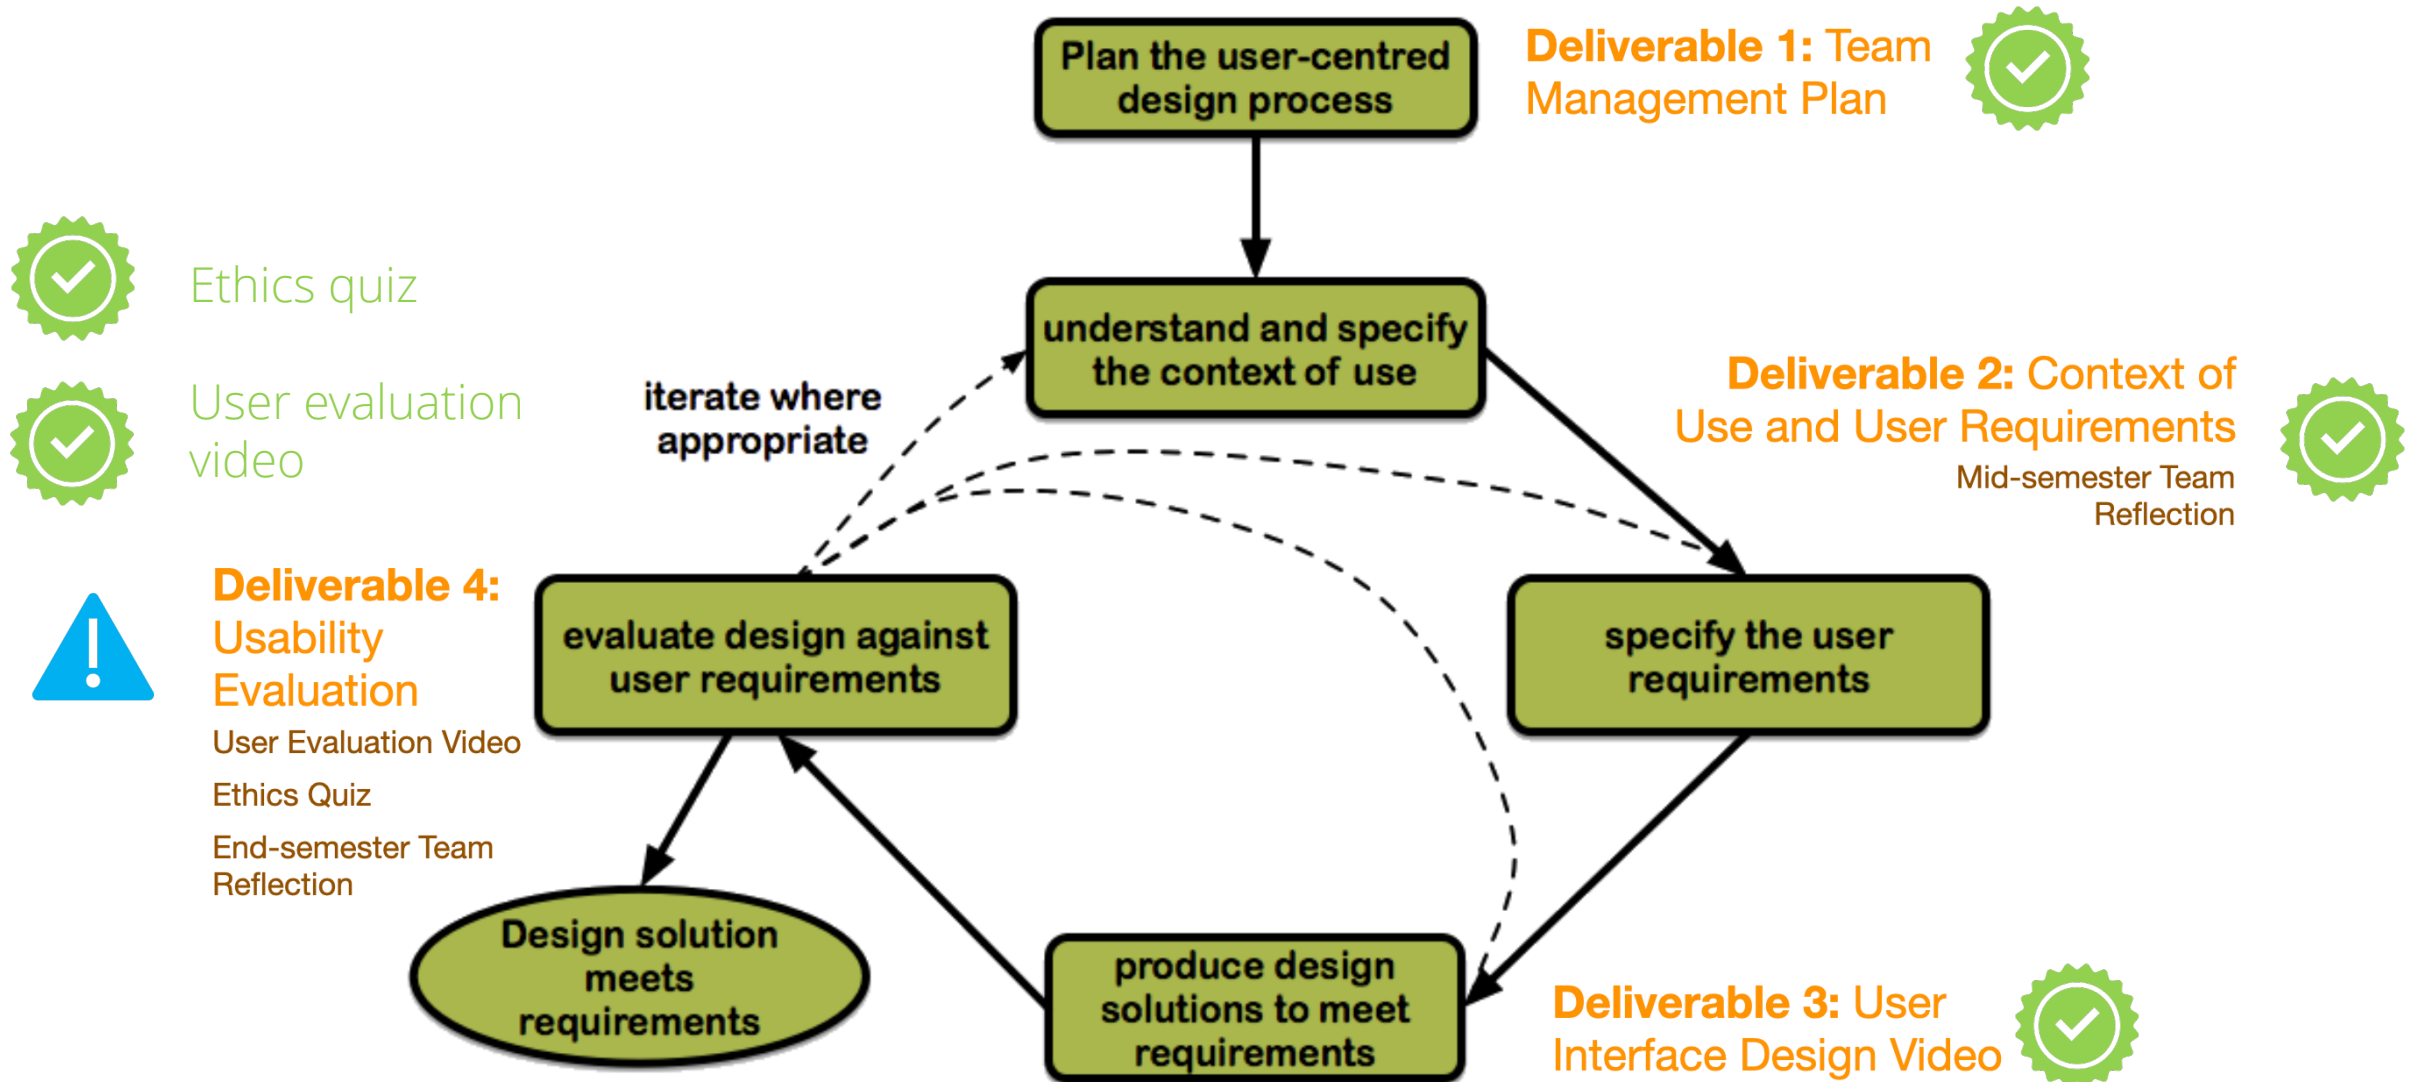 Plan the user-centred
design process
Deliverable 1: Team
Management Plan
Ethics quiz
User evaluation
video
understand and specify
the context of use
iterate where
appropriate
Deliverable 2: Context of
Use and User Requirements
Mid-semester Team
Reflection
Deliverable 4:
Usability
Evaluation
User Evaluation Video
Ethics Quiz
End-semester Team
Reflection
evaluate design against
user requirements
specify the user
requirements
Design solution
meets
requirements
produce design
solutions to meet
requirements
Deliverable 3: User
Interface Design Video